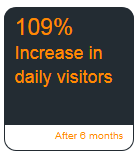 109%
Increase in
daily visitors
After 6 months